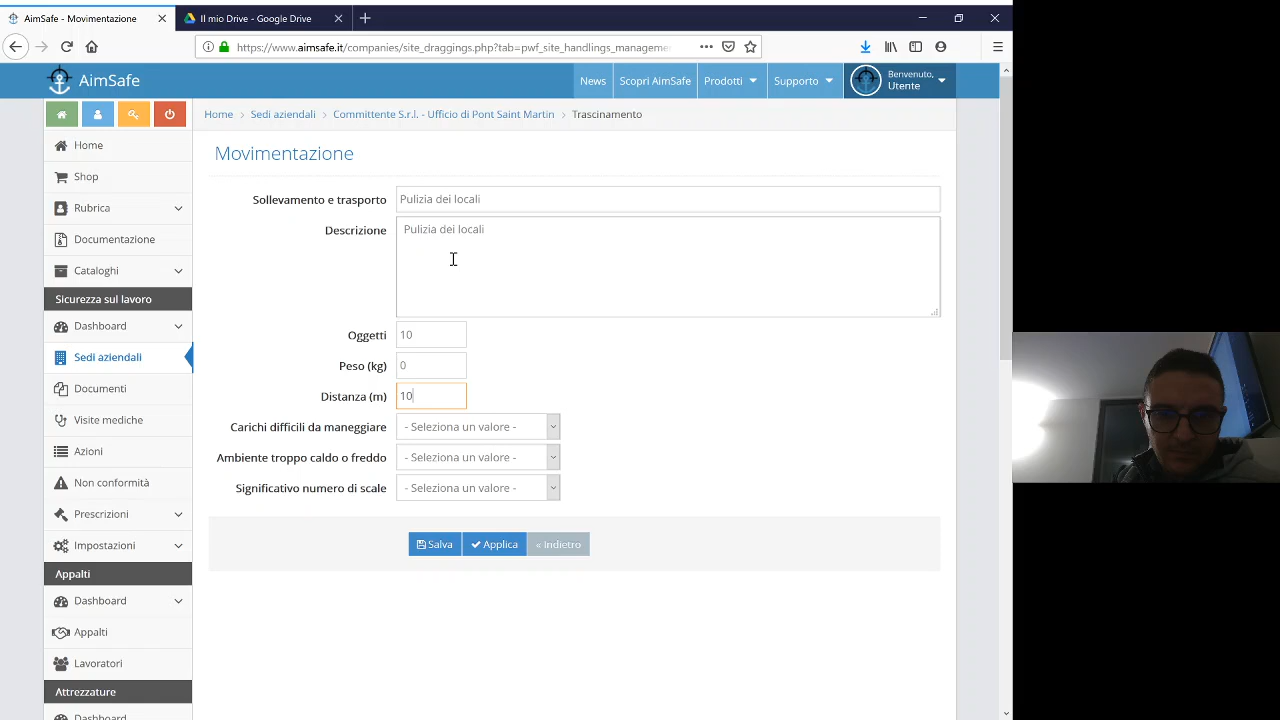 AimSafe - Movimentazione
Il mio Drive - Google Drive
https://www.aimsafe.it/companies/site_draggings.php?tab=pwf_site_handlings_manageme
AimSafe
News
Scopri AimSafe
Prodotti
Supporto
Benvenuto,
Utente
Home > Sedi aziendali > Committente S.r.l. - Ufficio di Pont Saint Martin > Trascinamento
Home
Shop
Rubrica
Documentazione
Cataloghi
Sicurezza sul lavoro
Dashboard
Sedi aziendali
Documenti
Visite mediche
Azioni
Non conformità
Prescrizioni
Impostazioni
Appalti
Dashboard
Appalti
Lavoratori
Attrezzature
Dashboard
Movimentazione
Sollevamento e trasporto Pulizia dei locali
Descrizione Pulizia dei locali
Oggetti 10
Peso (kg) 0
Distanza (m) 10
Carichi difficili da maneggiare - Seleziona un valore -
Ambiente troppo caldo o freddo - Seleziona un valore -
Significativo numero di scale - Seleziona un valore -
Salva Applica « Indietro